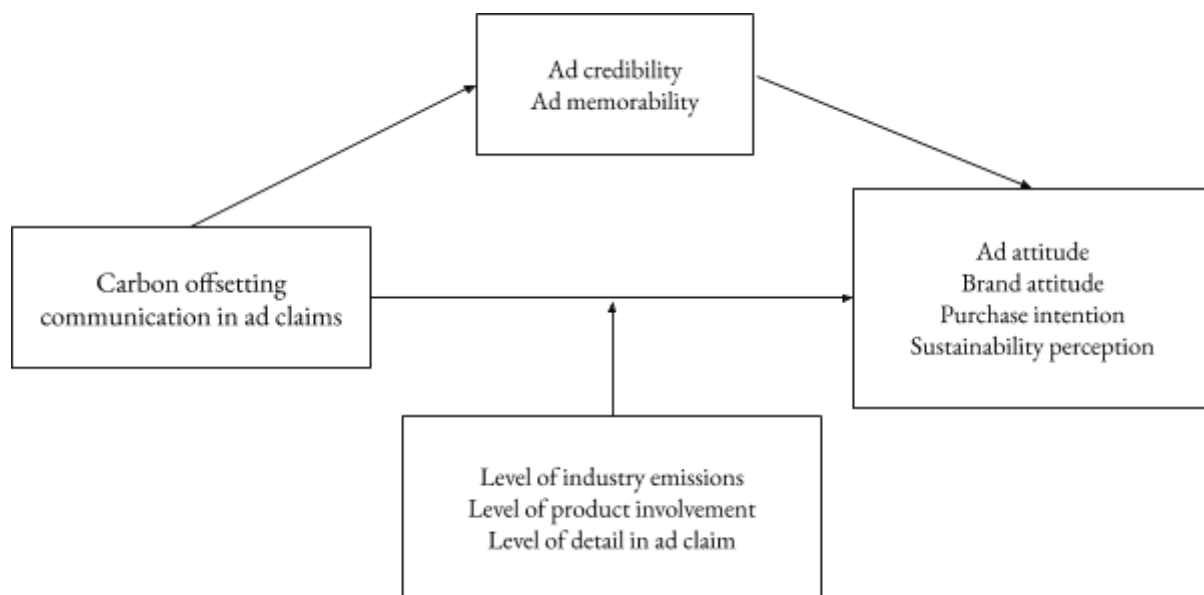 Ad credibility
Ad memorability
Carbon offsetting
communication in ad claims
Ad attitude
Brand attitude
Purchase intention
Sustainability perception
Level of industry emissions
Level of product involvement
Level of detail in ad claim